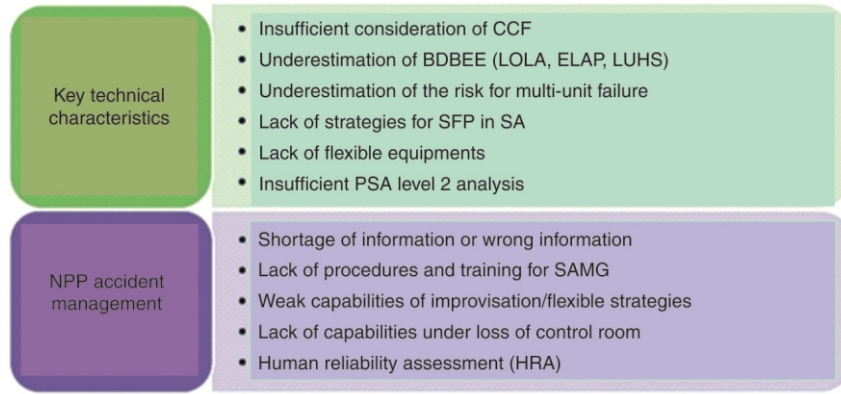 Key technical
characteristics
• Insufficient consideration of CCF
• Underestimation of BDBEE (LOLA, ELAP, LUHS)
• Underestimation of the risk for multi-unit failure
• Lack of strategies for SFP in SA
• Lack of flexible equipments
• Insufficient PSA level 2 analysis
NPP accident
management
• Shortage of information or wrong information
• Lack of procedures and training for SAMG
• Weak capabilities of improvisation/flexible strategies
• Lack of capabilities under loss of control room
• Human reliability assessment (HRA)